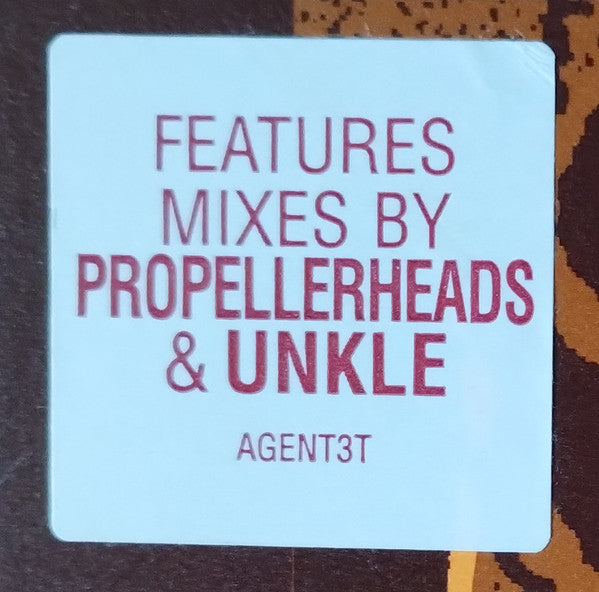 FEATURES
MIXES BY
PROPELLERHEADS
& UNKLE
AGENT3T